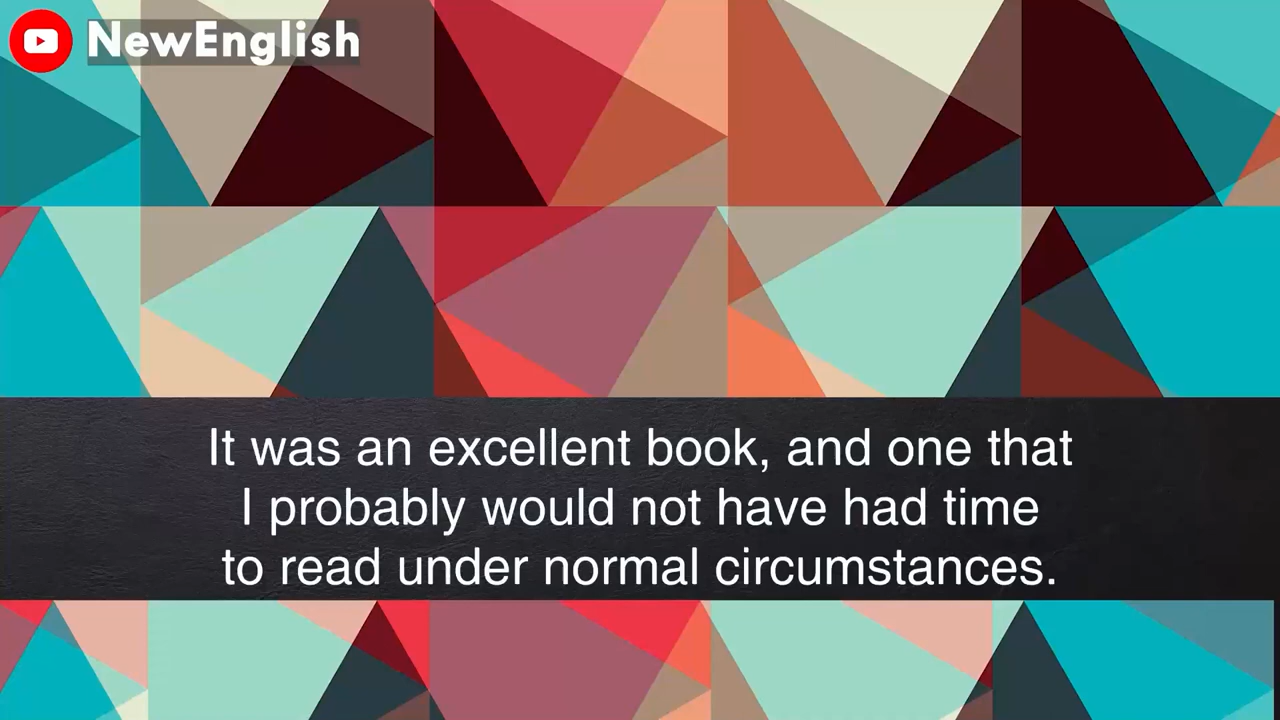 NewEnglish
It was an excellent book, and one that
I probably would not have had time
to read under normal circumstances.